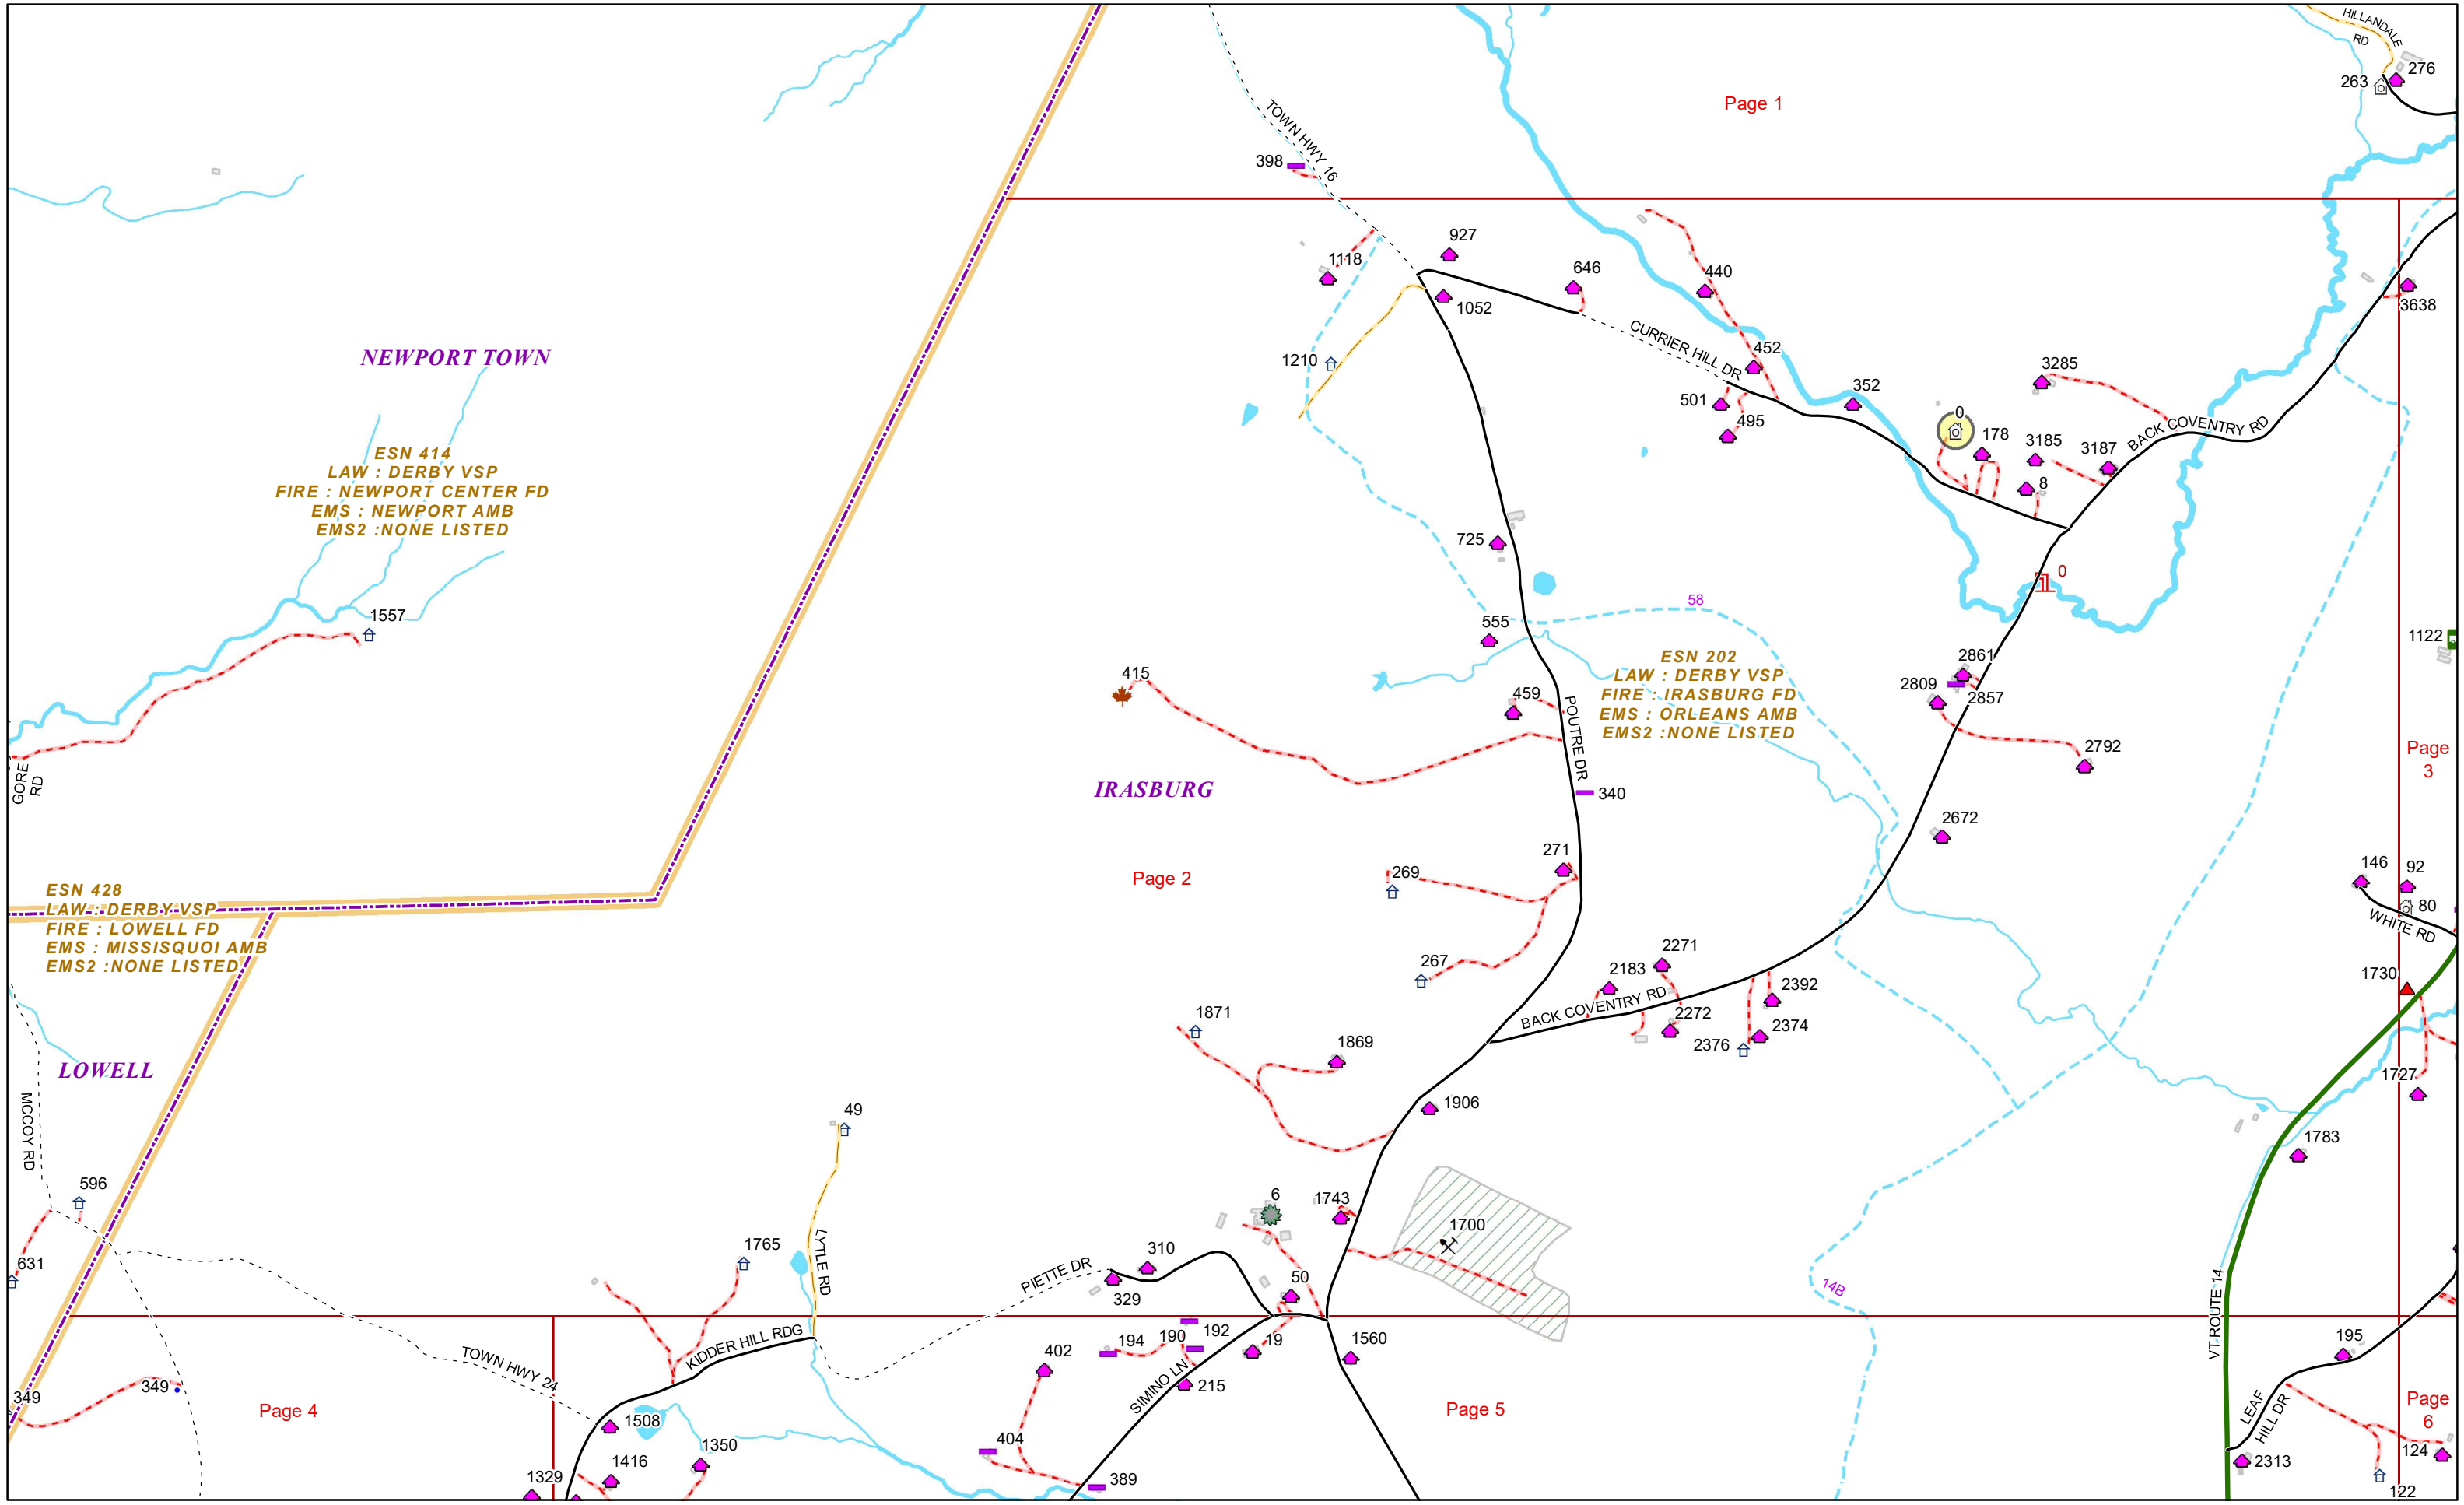 HILLANDALE
RD
276
263
Page 1
TOWN HWY 16
398
927
1118
646
440
1052
3638
NEWPORT TOWN
CURRIER HILL DR
452
1210
352
3285
501
495
0
178
3185
3187
BACK COVENTRY RD
8
ESN 414
LAW : DERBY VSP
FIRE : NEWPORT CENTER FD
EMS : NEWPORT AMB
EMS2 :NONE LISTED
725
0
58
1557
555
1122
ESN 202
LAW : DERBY VSP
FIRE : IRASBURG FD
EMS : ORLEANS AMB
EMS2 :NONE LISTED
2861
2809
2857
415
459
POUTRE DR
2792
Page
3
GORE
RD
IRASBURG
340
2672
271
269
Page 2
146
92
80
WHITE RD
ESN 428
LAW : DERBY VSP
FIRE : LOWELL FD
EMS : MISSISQUOI AMB
EMS2 :NONE LISTED
267
2271
2183
BACK COVENTRY RD
2272
2392
2374
2376
1730
1871
1869
LOWELL
1727
MCCOY RD
49
1906
1783
596
6
1743
1700
631
1765
LYTLE RD
310
PIETTE DR
329
50
14B
VT ROUTE 14
KIDDER HILL RDG
194
190
192
19
1560
195
TOWN HWY 24
402
SIMINO LN
215
349
349
Page 4
Page 5
LEAF
HILL DR
Page
6
1508
1350
404
124
1329
1416
389
2313
122